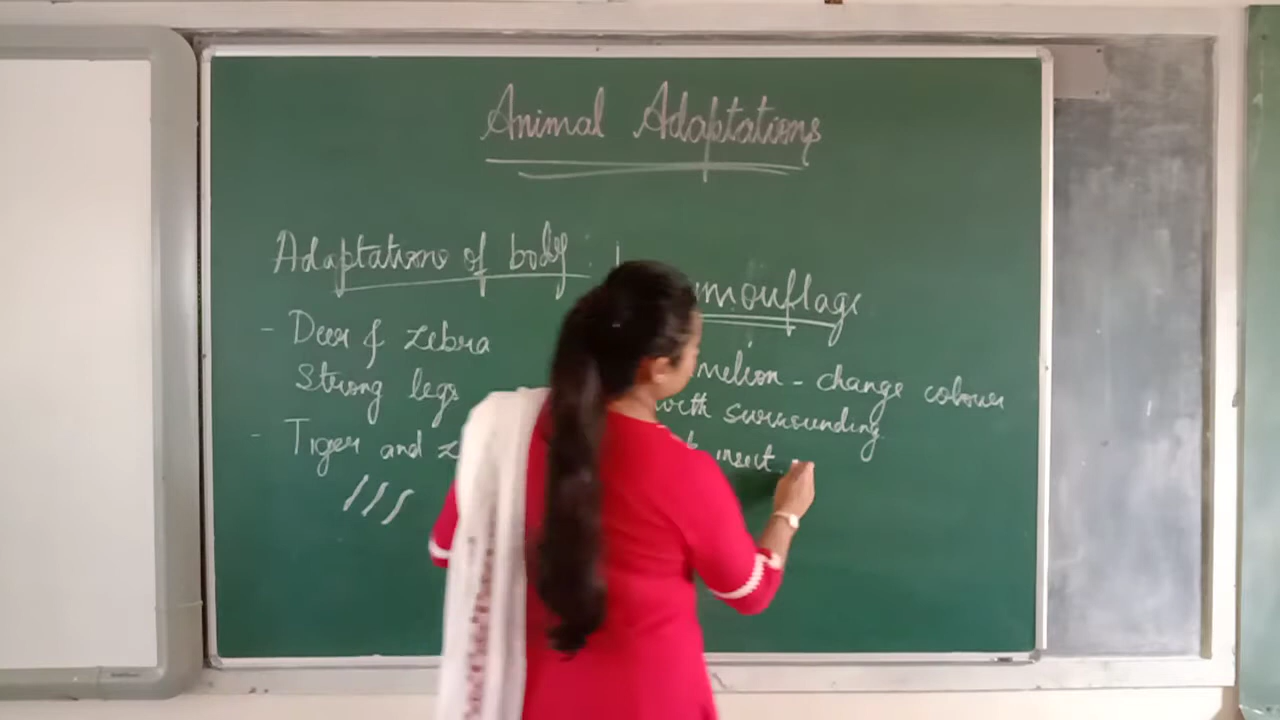 Animal Adaptations
Adaptations of body
- Deer & Zebra
Strong legs
- Tiger and
mouflage
melion - change colour
with surrounding
insect -